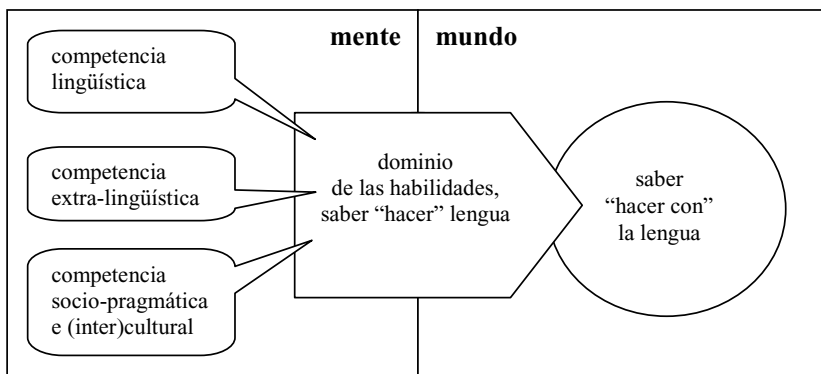 mente mundo
competencia
lingüística
competencia
extra-lingüística
competencia
socio-pragmática
e (inter)cultural
dominio
de las habilidades,
saber “hacer” lengua
saber
“hacer con”
la lengua